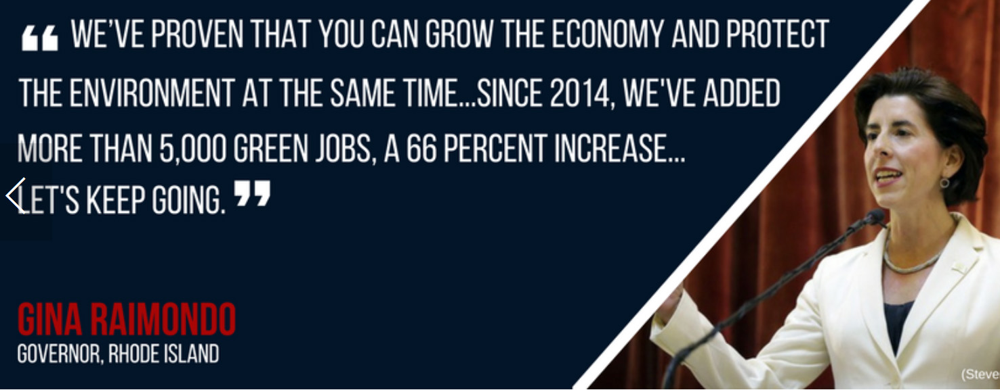 “ WE’VE PROVEN THAT YOU CAN GROW THE ECONOMY AND PROTECT
THE ENVIRONMENT AT THE SAME TIME...SINCE 2014, WE'VE ADDED
MORE THAN 5,000 GREEN JOBS, A 66 PERCENT INCREASE...
LET'S KEEP GOING. ”
GINA RAIMONDO
GOVERNOR, RHODE ISLAND
(Steve